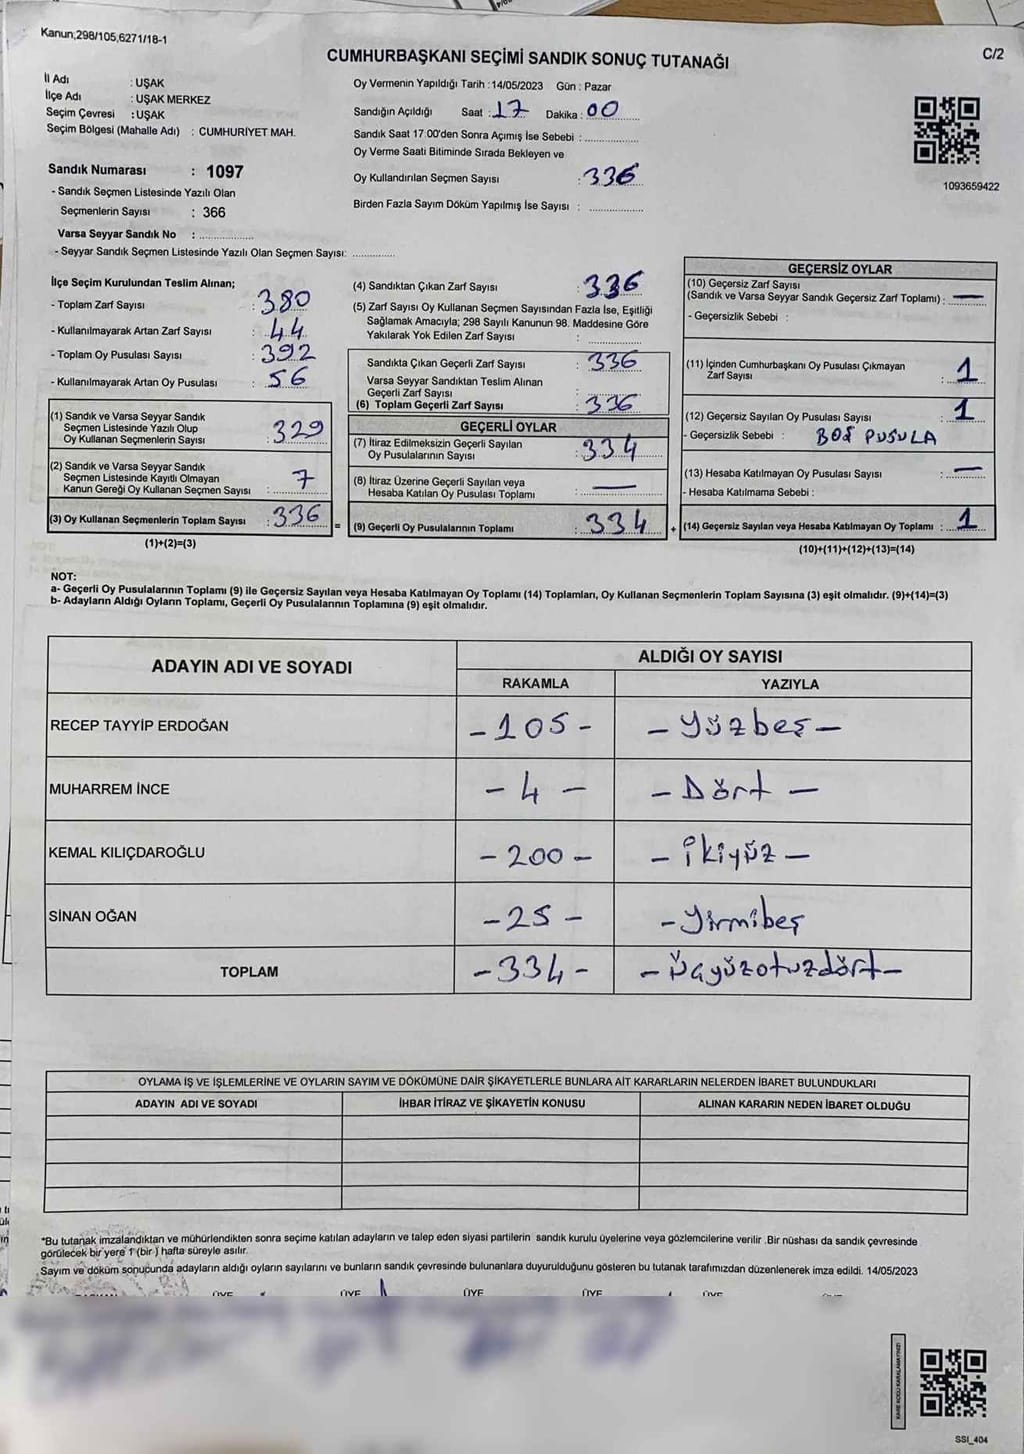 Kanun;298/105,6271/18-1
C/2
CUMHURBAŞKANI SEÇİMİ SANDIK SONUÇ TUTANAĞI
İl Adı : UŞAK
İlçe Adı : UŞAK MERKEZ
Seçim Çevresi : UŞAK
Seçim Bölgesi (Mahalle Adı) : CUMHURİYET MAH.
Sandık Numarası : 1097
- Sandık Seçmen Listesinde Yazılı Olan
Seçmenlerin Sayısı : 366
Varsa Seyyar Sandık No : ..................
- Seyyar Sandık Seçmen Listesinde Yazılı Olan Seçmen Sayısı: ..............
Oy Vermenin Yapıldığı Tarih :14/05/2023 Gün : Pazar
Sandığın Açıldığı Saat : 17 Dakika : 00
Sandık Saat 17:00'den Sonra Açımış İse Sebebi : ..................
Oy Verme Saati Bitiminde Sırada Bekleyen ve
Oy Kullandırılan Seçmen Sayısı : 336
Birden Fazla Sayım Döküm Yapılmış İse Sayısı : ..................
1093659422
İlçe Seçim Kurulundan Teslim Alınan;
- Toplam Zarf Sayısı : 380
- Kullanılmayarak Artan Zarf Sayısı : 44
- Toplam Oy Pusulası Sayısı : 392
- Kullanılmayarak Artan Oy Pusulası : 56
(1) Sandık ve Varsa Seyyar Sandık
Seçmen Listesinde Yazılı Olup
Oy Kullanan Seçmenlerin Sayısı : 329
(2) Sandık ve Varsa Seyyar Sandık
Seçmen Listesinde Kayıtlı Olmayan
Kanun Gereği Oy Kullanan Seçmen Sayısı : 7
(3) Oy Kullanan Seçmenlerin Toplam Sayısı : 336
(1)+(2)=(3)
=
(4) Sandıktan Çıkan Zarf Sayısı : 336
(5) Zarf Sayısı Oy Kullanan Seçmen Sayısından Fazla İse, Eşitliği
Sağlamak Amacıyla; 298 Sayılı Kanunun 98. Maddesine Göre
Yakılarak Yok Edilen Zarf Sayısı : ..................
Sandıkta Çıkan Geçerli Zarf Sayısı : 336
Varsa Seyyar Sandıktan Teslim Alınan
Geçerli Zarf Sayısı :
(6) Toplam Geçerli Zarf Sayısı : 336
GEÇERLİ OYLAR
(7) İtiraz Edilmeksizin Geçerli Sayılan
Oy Pusulalarının Sayısı : 334
(8) İtiraz Üzerine Geçerli Sayılan veya
Hesaba Katılan Oy Pusulası Toplamı : —
(9) Geçerli Oy Pusulalarının Toplamı : 334
+
GEÇERSİZ OYLAR
(10) Geçersiz Zarf Sayısı
(Sandık ve Varsa Seyyar Sandık Geçersiz Zarf Toplamı) : —
- Geçersizlik Sebebi :
(11) İçinden Cumhurbaşkanı Oy Pusulası Çıkmayan
Zarf Sayısı : 1
(12) Geçersiz Sayılan Oy Pusulası Sayısı : 1
- Geçersizlik Sebebi : BOŞ PUSULA
(13) Hesaba Katılmayan Oy Pusulası Sayısı : —
- Hesaba Katılmama Sebebi :
(14) Geçersiz Sayılan veya Hesaba Katılmayan Oy Toplamı : 1
(10)+(11)+(12)+(13)=(14)
NOT:
a- Geçerli Oy Pusulalarının Toplamı (9) ile Geçersiz Sayılan veya Hesaba Katılmayan Oy Toplamı (14) Toplamları, Oy Kullanan Seçmenlerin Toplam Sayısına (3) eşit olmalıdır. (9)+(14)=(3)
b- Adayların Aldığı Oyların Toplamı, Geçerli Oy Pusulalarının Toplamına (9) eşit olmalıdır.
ADAYIN ADI VE SOYADI
ALDIĞI OY SAYISI
RAKAMLA YAZIYLA
RECEP TAYYİP ERDOĞAN -105- - Yüzbeş -
MUHARREM İNCE - 4 - - Dört -
KEMAL KILIÇDAROĞLU - 200 - - İkiyüz -
SİNAN OĞAN - 25 - - Yirmibeş
TOPLAM -334- - Üçyüzotuzdört -
OYLAMA İŞ VE İŞLEMLERİNE VE OYLARIN SAYIM VE DÖKÜMÜNE DAİR ŞİKAYETLERLE BUNLARA AİT KARARLARIN NELERDEN İBARET BULUNDUKLARI
ADAYIN ADI VE SOYADI İHBAR İTİRAZ VE ŞİKAYETİN KONUSU ALINAN KARARIN NEDEN İBARET OLDUĞU
*Bu tutanak imzalandıktan ve mühürlendikten sonra seçime katılan adayların ve talep eden siyasi partilerin sandık kurulu üyelerine veya gözlemcilerine verilir .Bir nüshası da sandık çevresinde
görülecek bir yere 1 (bir ) hafta süreyle asılır.
Sayım ve döküm sonucunda adayların aldığı oyların sayılarını ve bunların sandık çevresinde bulunanlara duyurulduğunu gösteren bu tutanak tarafımızdan düzenlenerek imza edildi. 14/05/2023
ÜYE ÜYE ÜYE ÜYE ÜYE
SSI_404